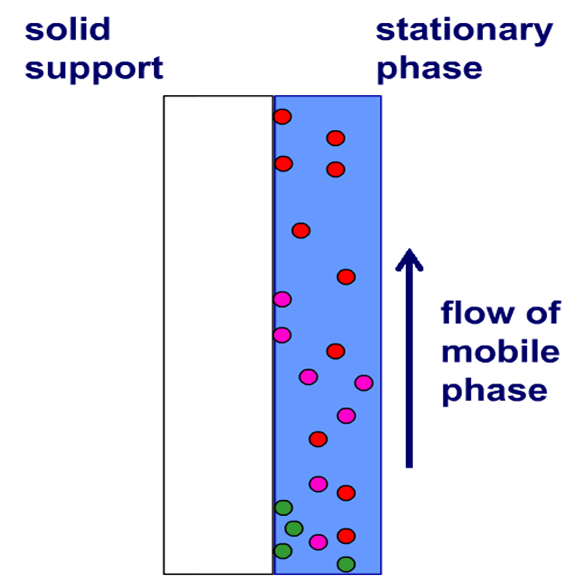 solid
support
stationary
phase
flow of
mobile
phase